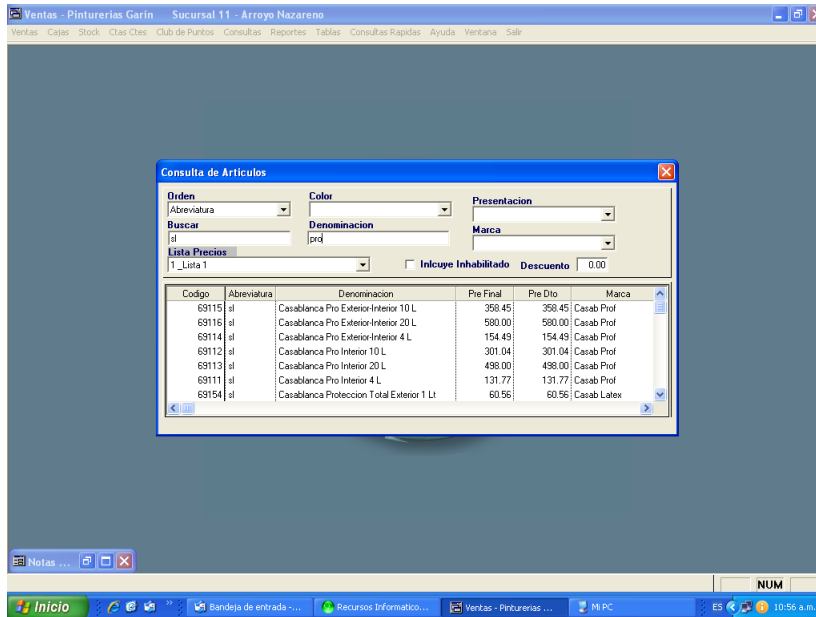 Ventas - Pinturerias Garin Sucursal 11 - Arroyo Nazareno
Ventas Cajas Stock Ctas Ctes Club de Puntos Consultas Reportes Tablas Consultas Rapidas Ayuda Ventana Salir
Consulta de Articulos
Orden Color Presentacion
Abreviatura
Buscar Denominacion Marca
sl pro
Lista Precios
1 _Lista 1 Inlcuye Inhabilitado Descuento 0.00
Codigo Abreviatura Denominacion Pre Final Pre Dto Marca
69115 sl Casablanca Pro Exterior-Interior 10 L 358.45 358.45 Casab Prof
69116 sl Casablanca Pro Exterior-Interior 20 L 580.00 580.00 Casab Prof
69114 sl Casablanca Pro Exterior-Interior 4 L 154.49 154.49 Casab Prof
69112 sl Casablanca Pro Interior 10 L 301.04 301.04 Casab Prof
69113 sl Casablanca Pro Interior 20 L 498.00 498.00 Casab Prof
69111 sl Casablanca Pro Interior 4 L 131.77 131.77 Casab Prof
69154 sl Casablanca Proteccion Total Exterior 1 Lt 60.56 60.56 Casab Latex
Notas ...
NUM
Inicio Bandeja de entrada -... Recursos Informatico... Ventas - Pinturerias ... Mi PC ES 10:56 a.m.